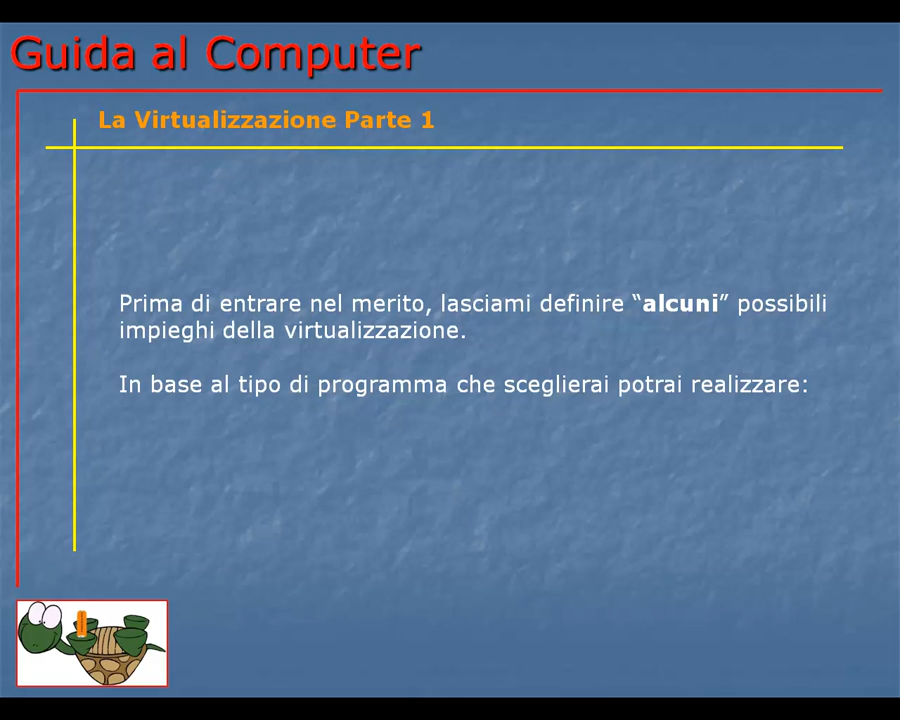 Guida al Computer
La Virtualizzazione Parte 1
Prima di entrare nel merito, lasciami definire “alcuni” possibili
impieghi della virtualizzazione.
In base al tipo di programma che sceglierai potrai realizzare: